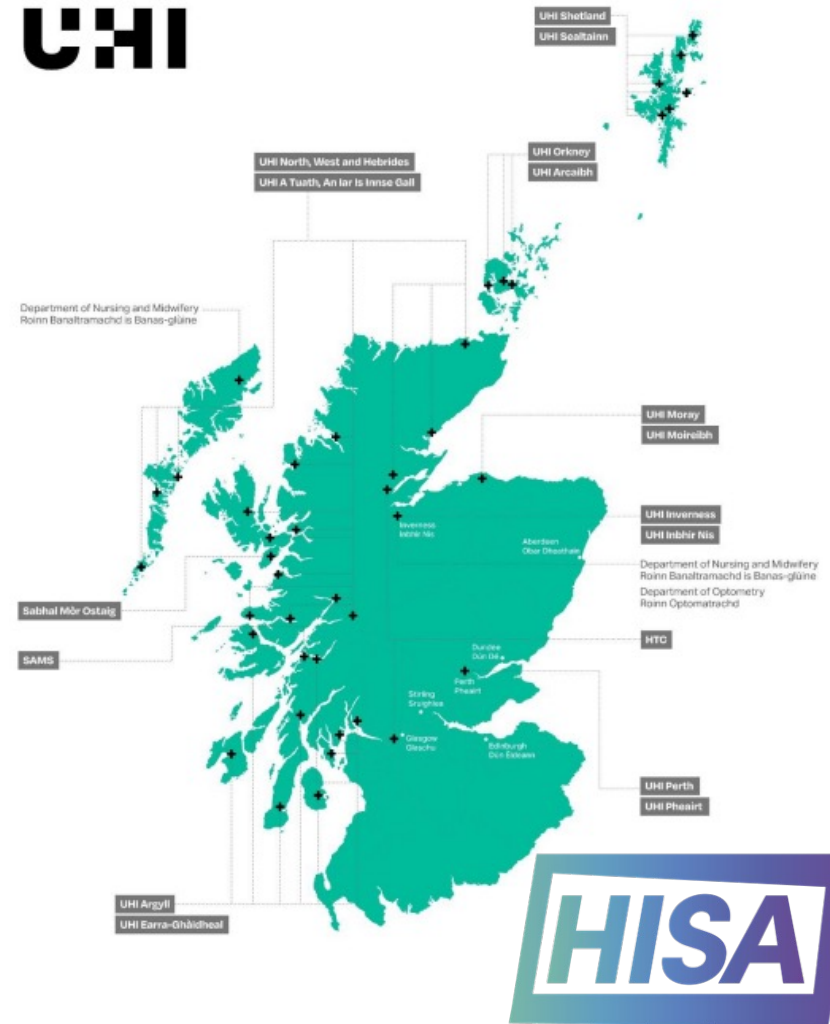 UHI
UHI Shetland
UHI Sealtainn
UHI North, West and Hebrides
UHI A Tuath, An Iar is Innse Gall
UHI Orkney
UHI Arcaibh
Department of Nursing and Midwifery
Roinn Banaltramachd is Banas-glùine
UHI Moray
UHI Moireibh
UHI Inverness
UHI Inbhir Nis
Inverness
Inbhir Nis
Aberdeen
Obar Dheathain
Department of Nursing and Midwifery
Roinn Banaltramachd is Banas-glùine
Department of Optometry
Roinn Optomatrachd
Sabhal Mòr Ostaig
SAMS
HTC
Dundee
Dùn Dè
Perth
Pheairt
Stirling
Sruighlea
Glasgow
Glaschu
Edinburgh
Dùn Èideann
UHI Perth
UHI Pheairt
UHI Argyll
UHI Earra-Ghàidheal
HISA